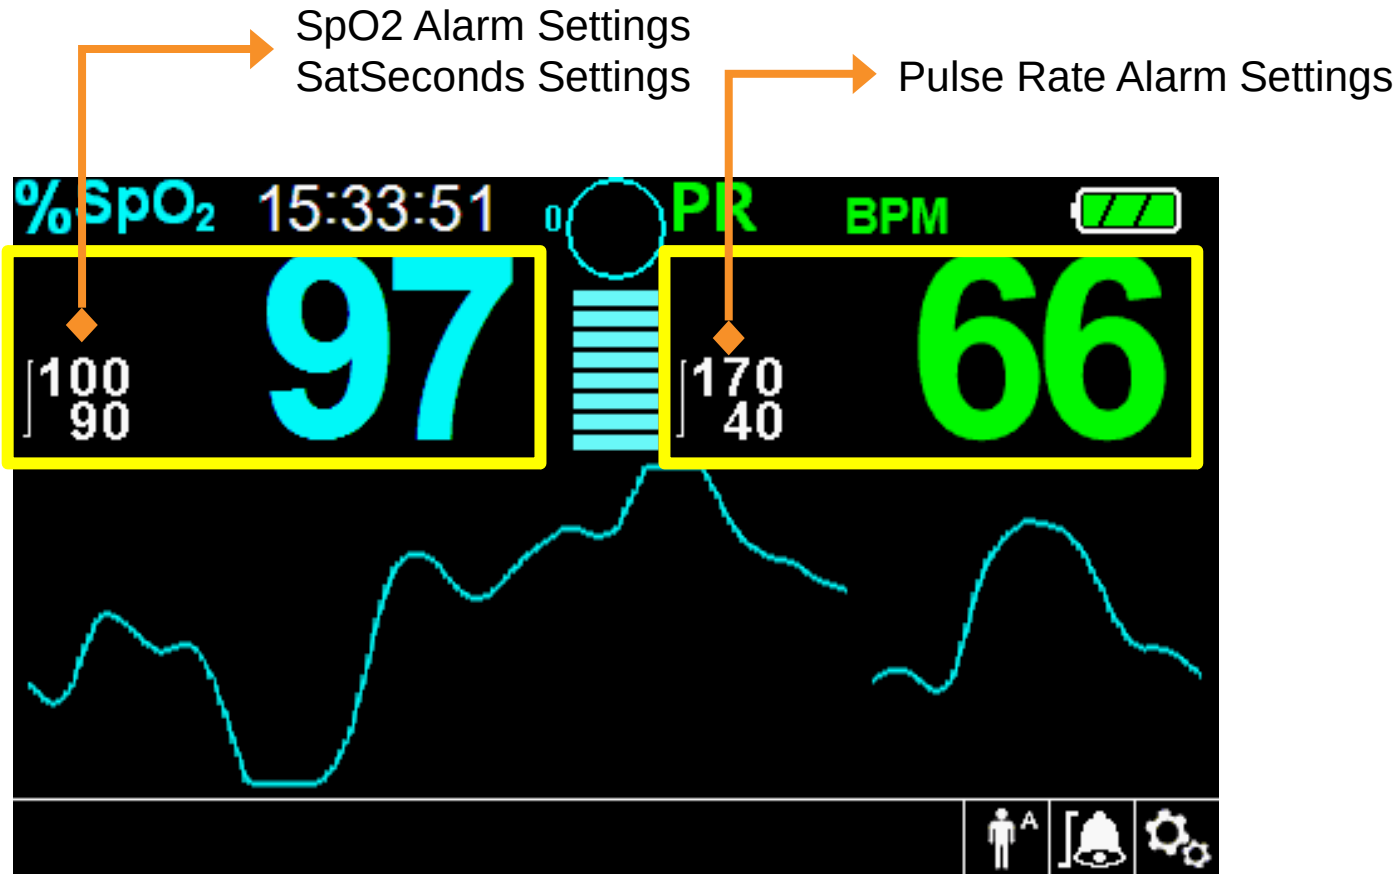 SpO2 Alarm Settings
SatSeconds Settings
Pulse Rate Alarm Settings
%SpO₂ 15:33:51 0 PR BPM
100
90
97
170
40
66
A